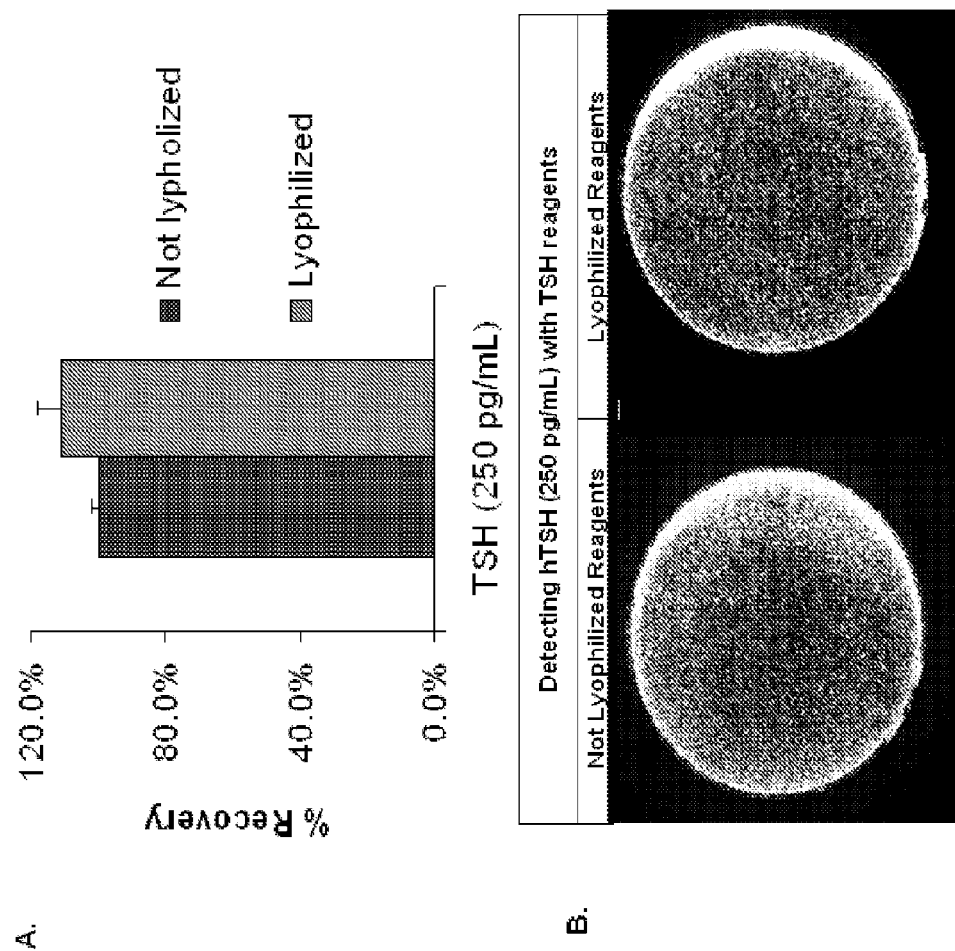 A.
% Recovery
120.0%
80.0%
40.0%
0.0%
TSH (250 pg/mL)
Not lypholized
Lyophilized
B.
Detecting hTSH (250 pg/mL) with TSH reagents
Not Lyophilized Reagents
Lyophilized Reagents